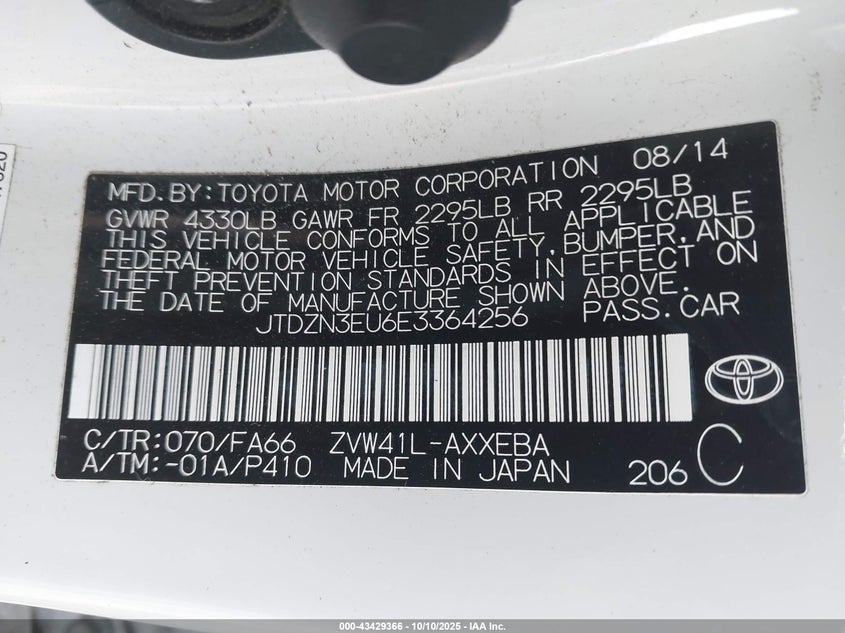 MFD.BY:TOYOTA MOTOR CORPORATION 08/14
GVWR 4330LB GAWR FR 2295LB RR 2295LB
THIS VEHICLE CONFORMS TO ALL APPLICABLE
FEDERAL MOTOR VEHICLE SAFETY,BUMPER,AND
THEFT PREVENTION STANDARDS IN EFFECT ON
THE DATE OF MANUFACTURE SHOWN ABOVE.
JTDZN3EU6E3364256 PASS.CAR
C/TR:070/FA66 ZVW41L-AXXEBA
A/TM:-01A/P410 MADE IN JAPAN 206 C
000-43429366 - 10/10/2025 - IAA Inc.